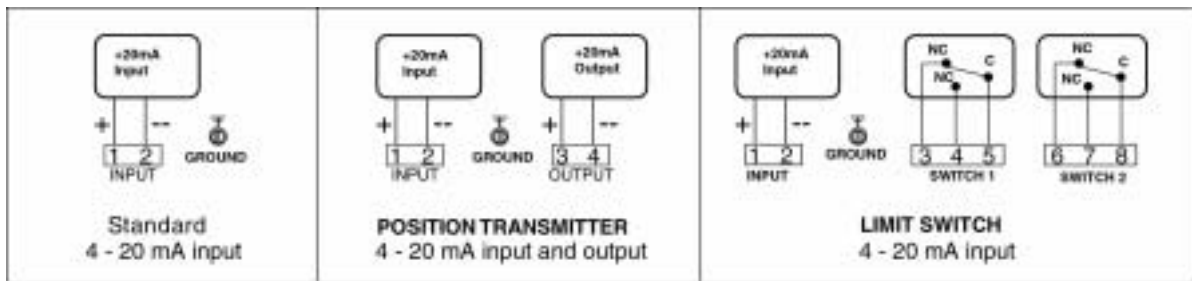 +20mA
Input
+ --
1 2
GROUND
INPUT
Standard
4 - 20 mA input
+20mA
Input
+20mA
Output
+ -- + --
1 2
GROUND
3 4
INPUT
OUTPUT
POSITION TRANSMITTER
4 - 20 mA input and output
+20mA
Input
NC
C
NC
NC
C
NC
+ --
1 2
GROUND
3 4 5
6 7 8
INPUT
SWITCH 1
SWITCH 2
LIMIT SWITCH
4 - 20 mA input